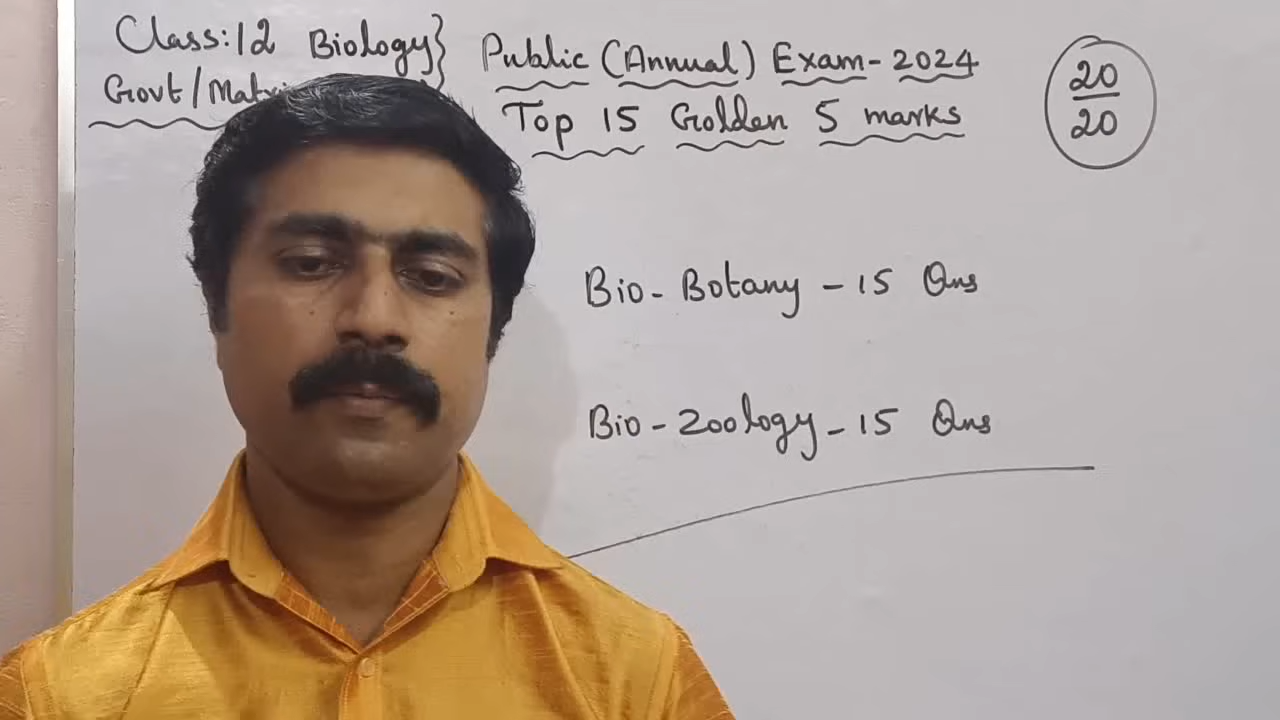 Class:12 Biology}
Govt/Matric
Public (Annual) Exam-2024
Top 15 Golden 5 marks
20
20
Bio-Botany-15 Qns
Bio-Zoology-15 Qns